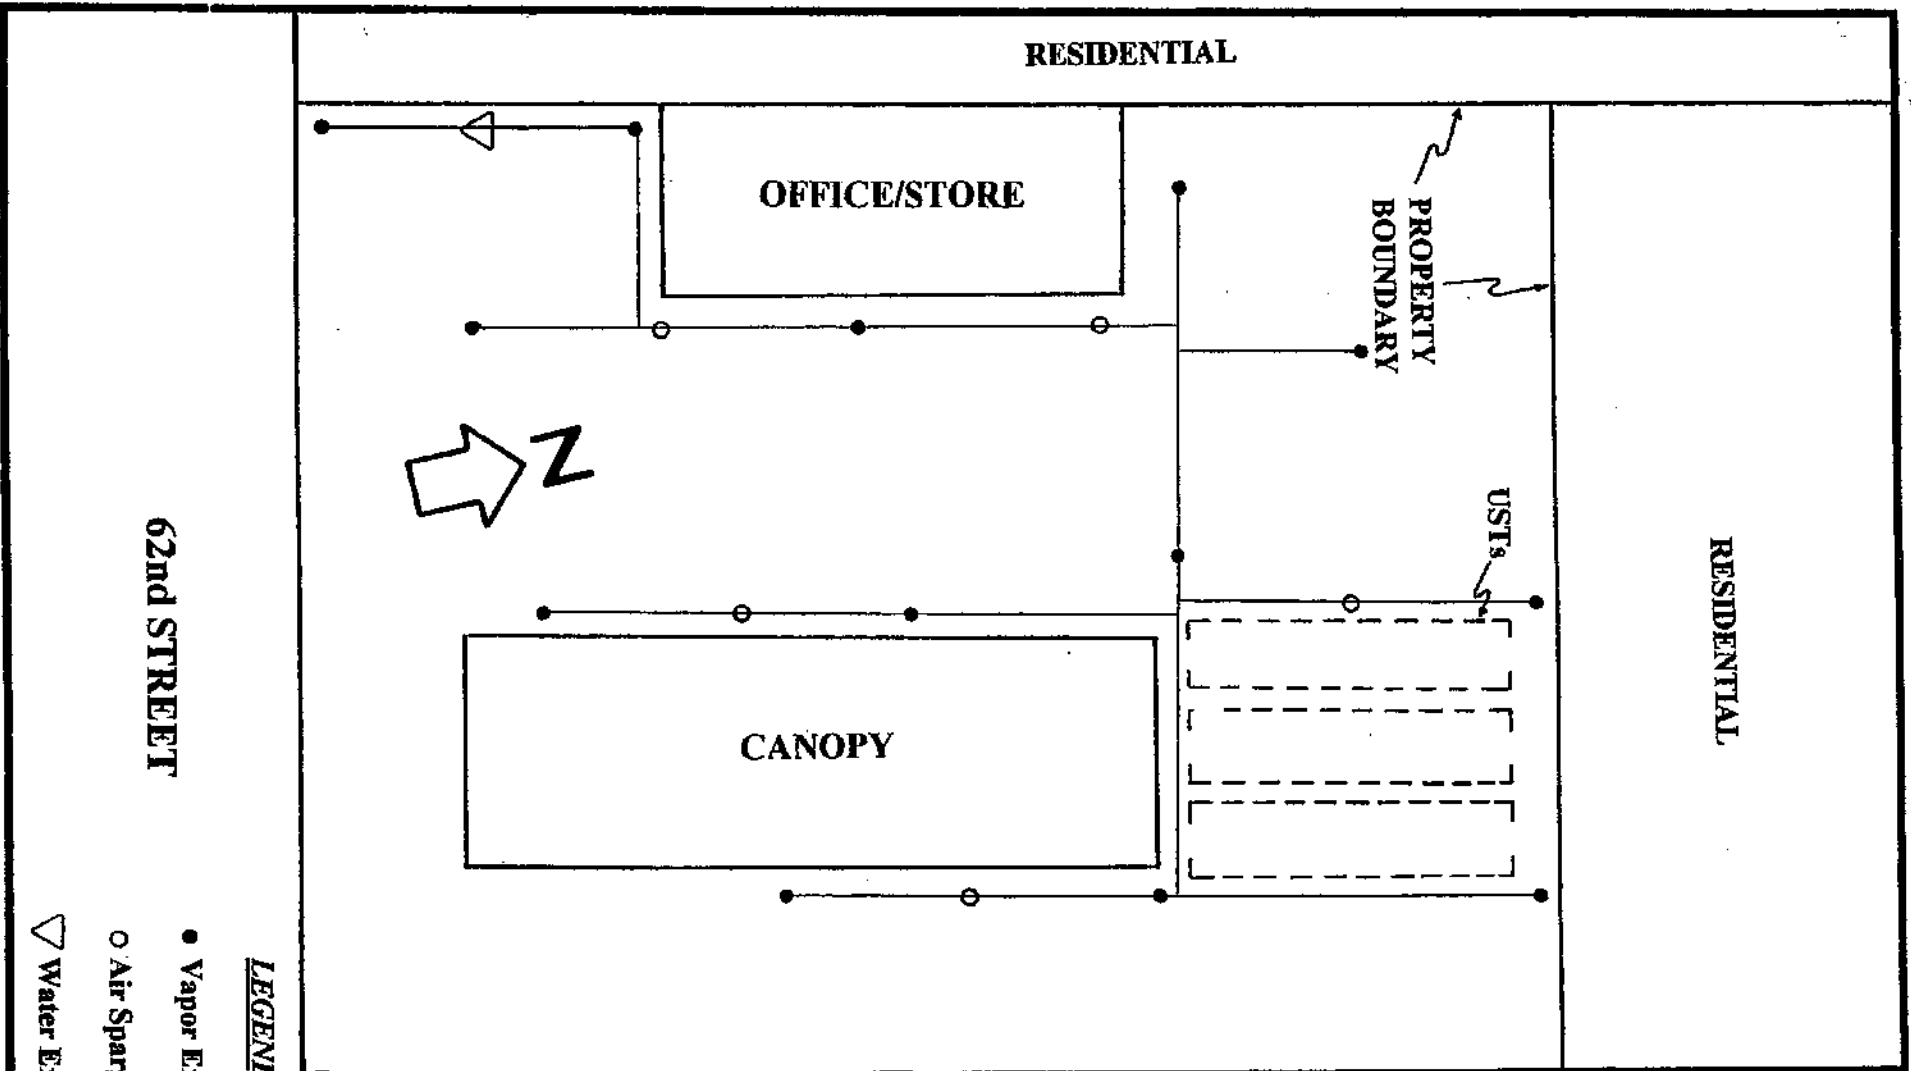 RESIDENTIAL
OFFICE/STORE
PROPERTY
BOUNDARY
USTs
RESIDENTIAL
N
CANOPY
62nd STREET
LEGEN
Vapor E
Air Spar
Water E